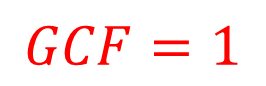 GCF = 1